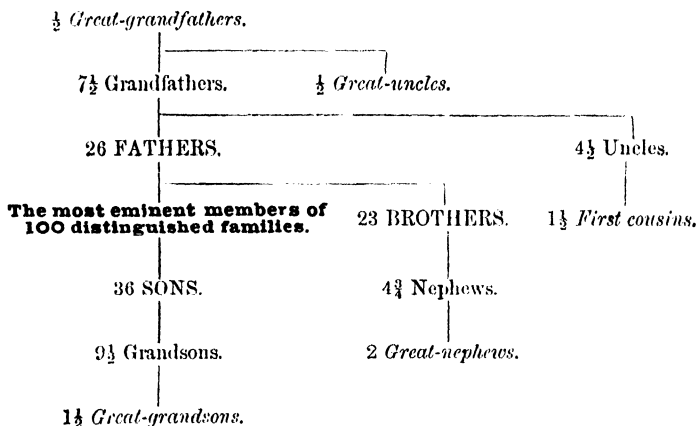 ½ Great-grandfathers.
7½ Grandfathers. ½ Great-uncles.
26 FATHERS. 4½ Uncles.
The most eminent members of
100 distinguished families. 23 BROTHERS. 1½ First cousins.
36 SONS. 4¾ Nephews.
9½ Grandsons. 2 Great-nephews.
1½ Great-grandsons.